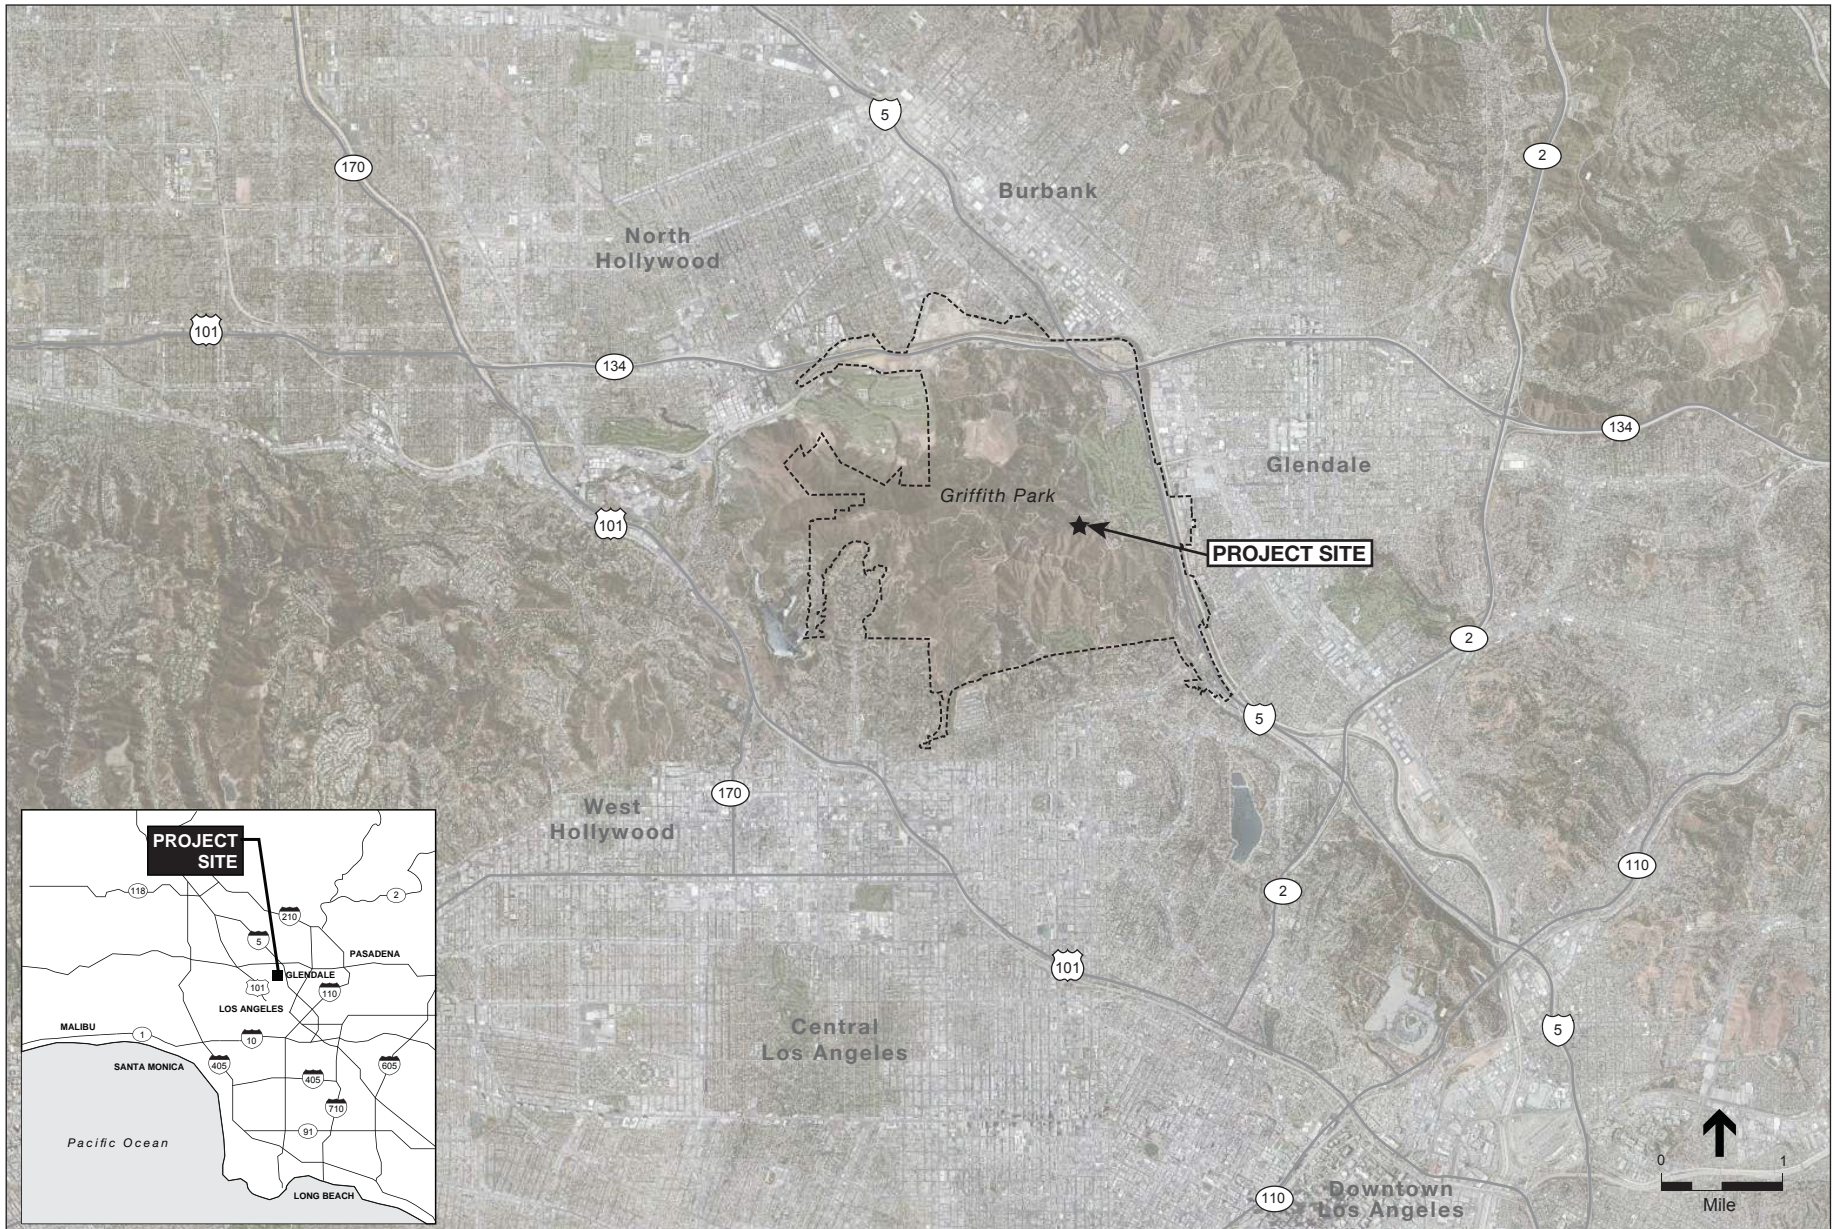 5
2
170
Burbank
North
Hollywood
101
134
134
Glendale
Griffith Park
101
PROJECT SITE
2
5
170
West
Hollywood
110
2
101
Central
Los Angeles
5
110
Downtown
Los Angeles
0 1
Mile
PROJECT
SITE
118
2
210
5
PASADENA
GLENDALE
101
110
LOS ANGELES
MALIBU
1
10
SANTA MONICA
405
605
405
710
91
Pacific Ocean
LONG BEACH